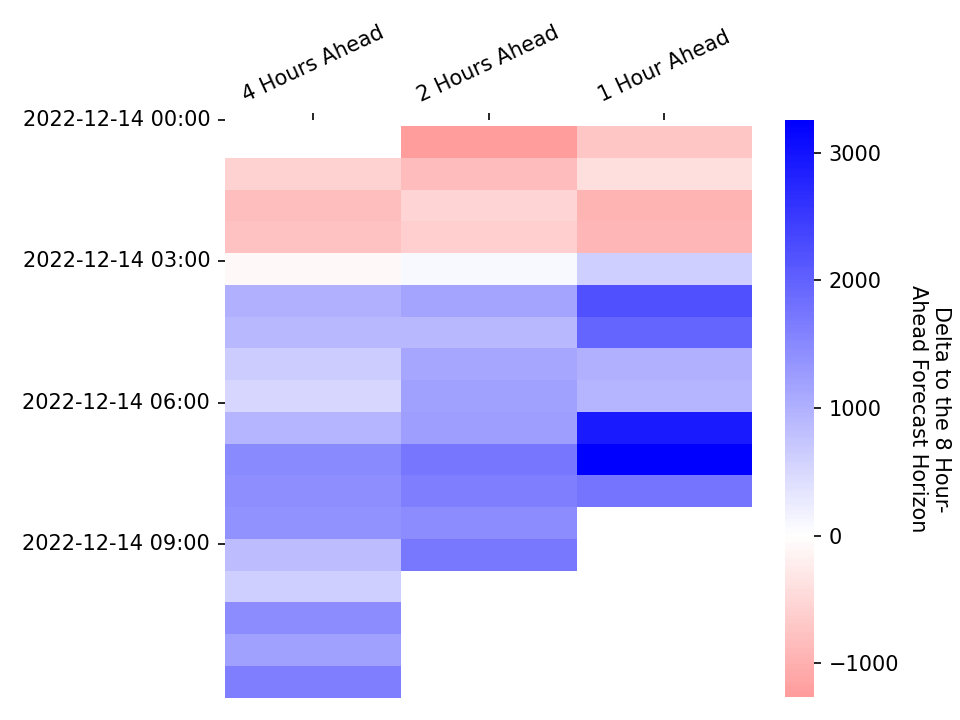 4 Hours Ahead
2 Hours Ahead
1 Hour Ahead
2022-12-14 00:00
2022-12-14 03:00
2022-12-14 06:00
2022-12-14 09:00
3000
2000
1000
0
−1000
Delta to the 8 Hour-
Ahead Forecast Horizon